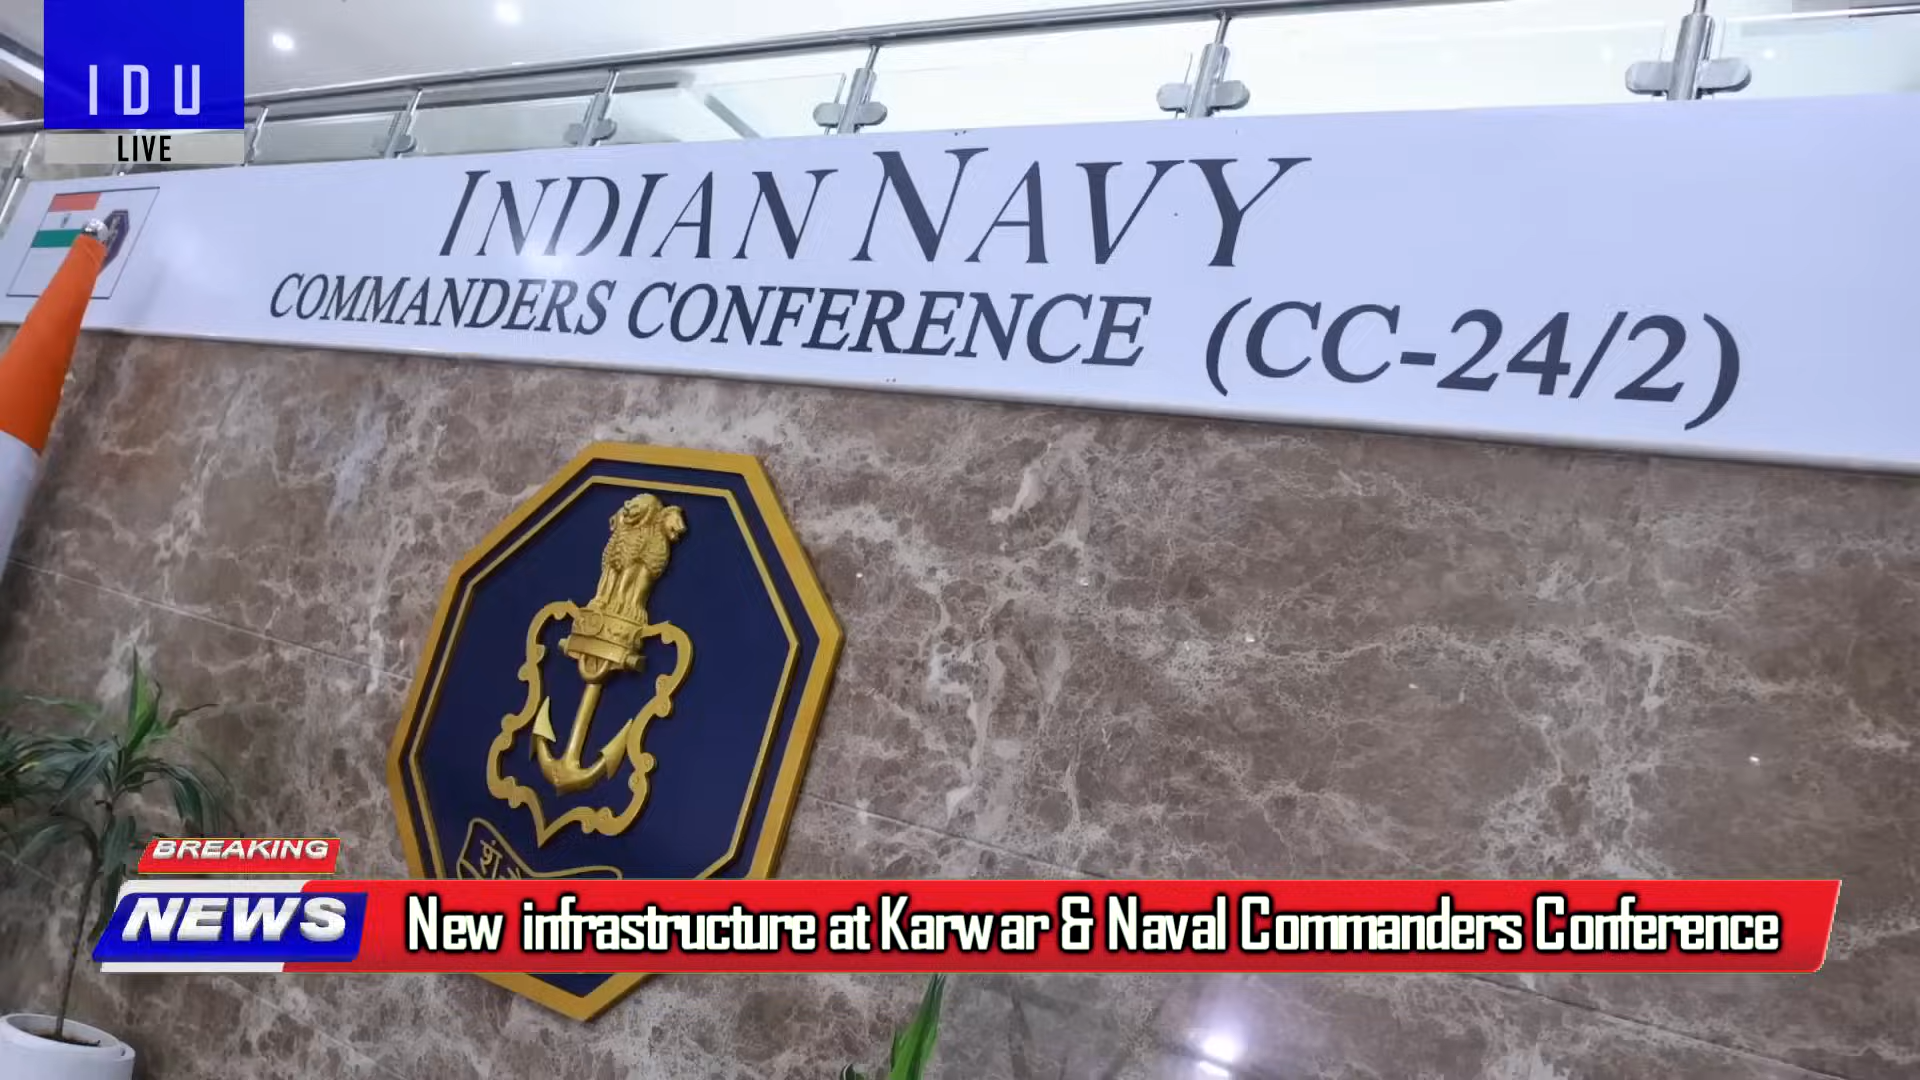 IDU
LIVE
INDIAN NAVY
COMMANDERS CONFERENCE (CC-24/2)
शं
BREAKING
NEWS
New infrastructure at Karwar & Naval Commanders Conference